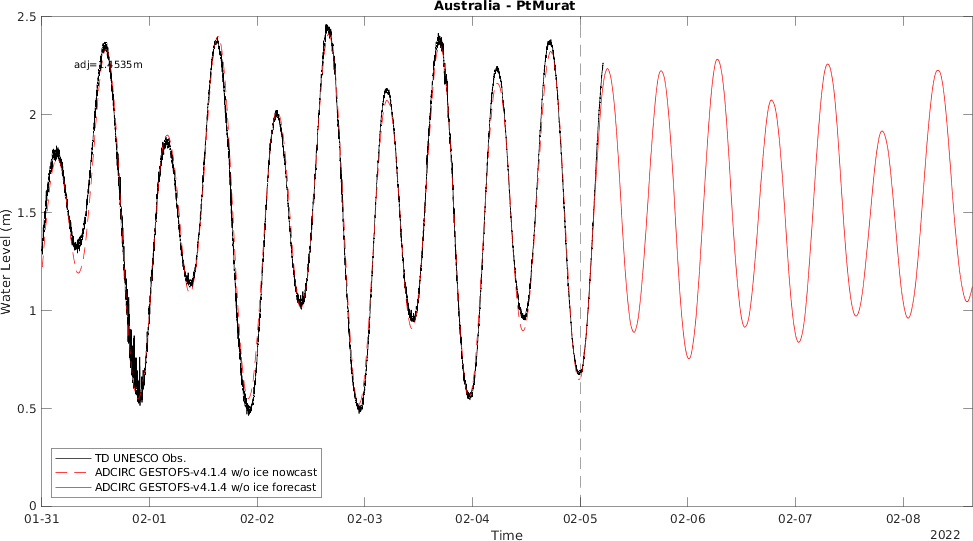 Australia - PtMurat
2.5
2
1.5
1
0.5
0
Water Level (m)
adj=1.4535m
TD UNESCO Obs.
ADCIRC GESTOFS-v4.1.4 w/o ice nowcast
ADCIRC GESTOFS-v4.1.4 w/o ice forecast
01-31 02-01 02-02 02-03 02-04 02-05 02-06 02-07 02-08
Time
2022